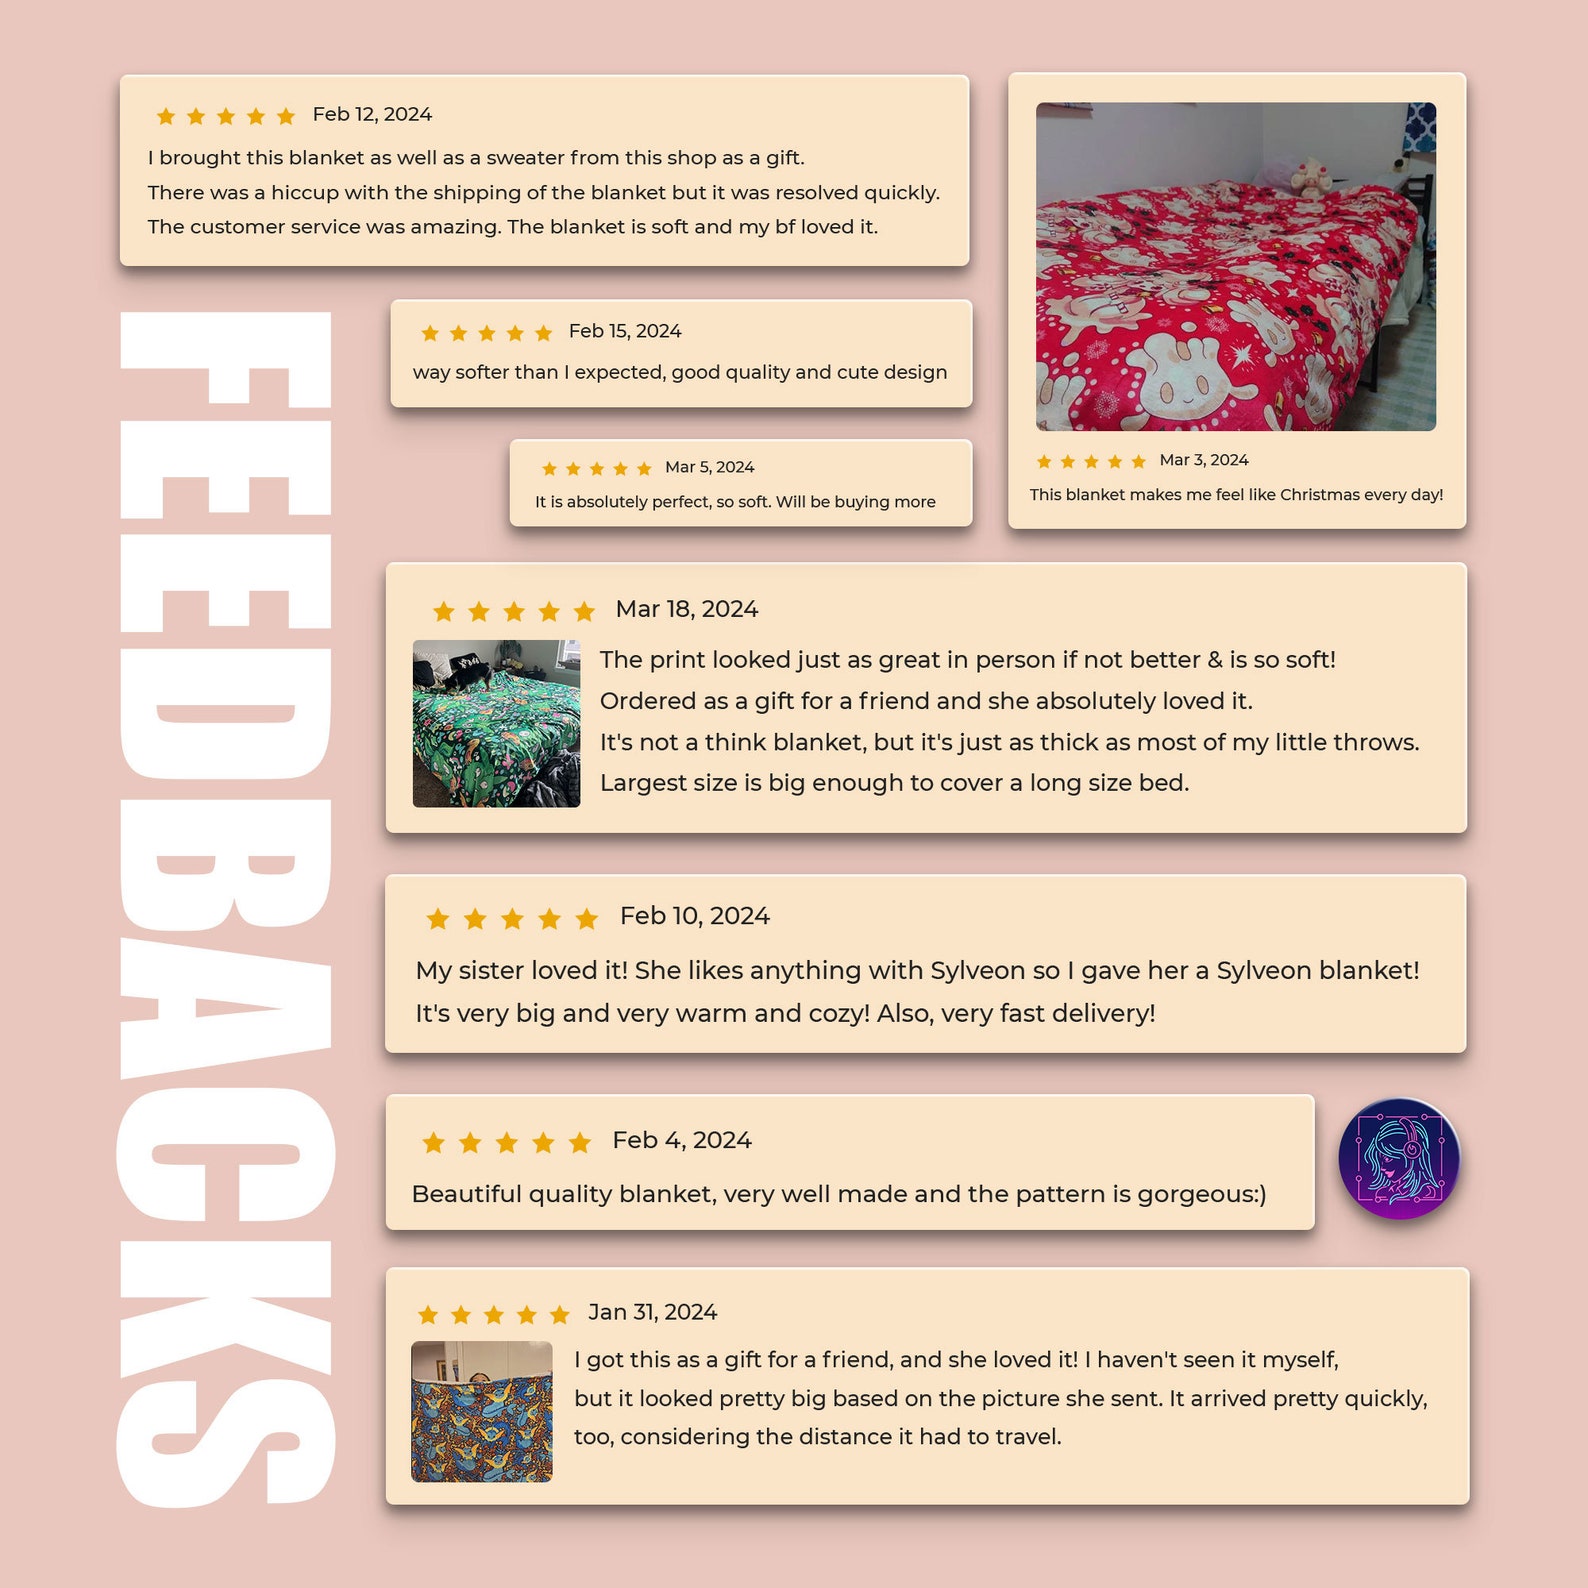 FEEDBACKS
Feb 12, 2024
I brought this blanket as well as a sweater from this shop as a gift.
There was a hiccup with the shipping of the blanket but it was resolved quickly.
The customer service was amazing. The blanket is soft and my bf loved it.
Feb 15, 2024
way softer than I expected, good quality and cute design
Mar 5, 2024
It is absolutely perfect, so soft. Will be buying more
Mar 3, 2024
This blanket makes me feel like Christmas every day!
Mar 18, 2024
The print looked just as great in person if not better & is so soft!
Ordered as a gift for a friend and she absolutely loved it.
It's not a think blanket, but it's just as thick as most of my little throws.
Largest size is big enough to cover a long size bed.
Feb 10, 2024
My sister loved it! She likes anything with Sylveon so I gave her a Sylveon blanket!
It's very big and very warm and cozy! Also, very fast delivery!
Feb 4, 2024
Beautiful quality blanket, very well made and the pattern is gorgeous:)
Jan 31, 2024
I got this as a gift for a friend, and she loved it! I haven't seen it myself,
but it looked pretty big based on the picture she sent. It arrived pretty quickly,
too, considering the distance it had to travel.